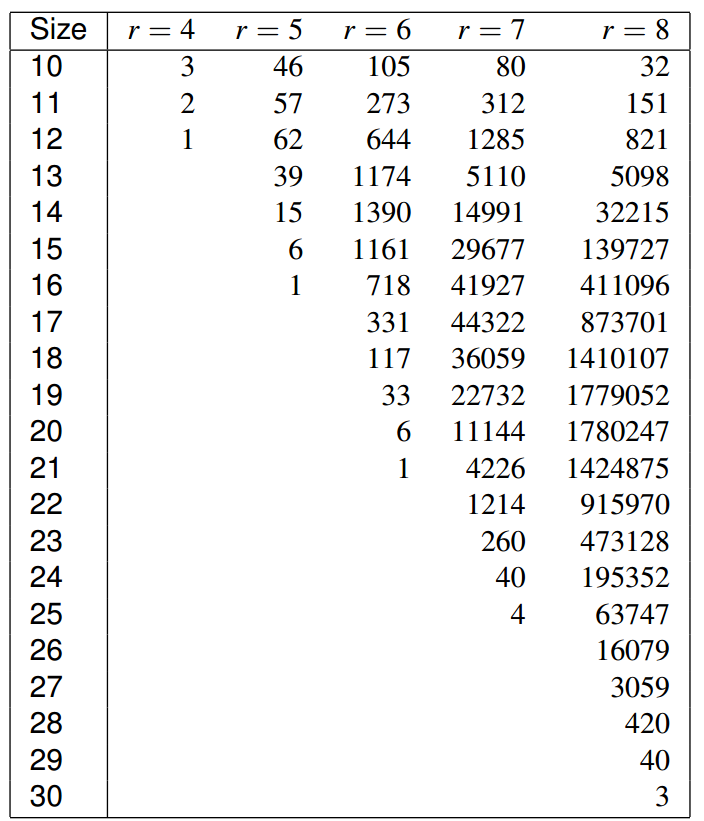 Size r = 4 r = 5 r = 6 r = 7 r = 8
10 3 46 105 80 32
11 2 57 273 312 151
12 1 62 644 1285 821
13 39 1174 5110 5098
14 15 1390 14991 32215
15 6 1161 29677 139727
16 1 718 41927 411096
17 331 44322 873701
18 117 36059 1410107
19 33 22732 1779052
20 6 11144 1780247
21 1 4226 1424875
22 1214 915970
23 260 473128
24 40 195352
25 4 63747
26 16079
27 3059
28 420
29 40
30 3